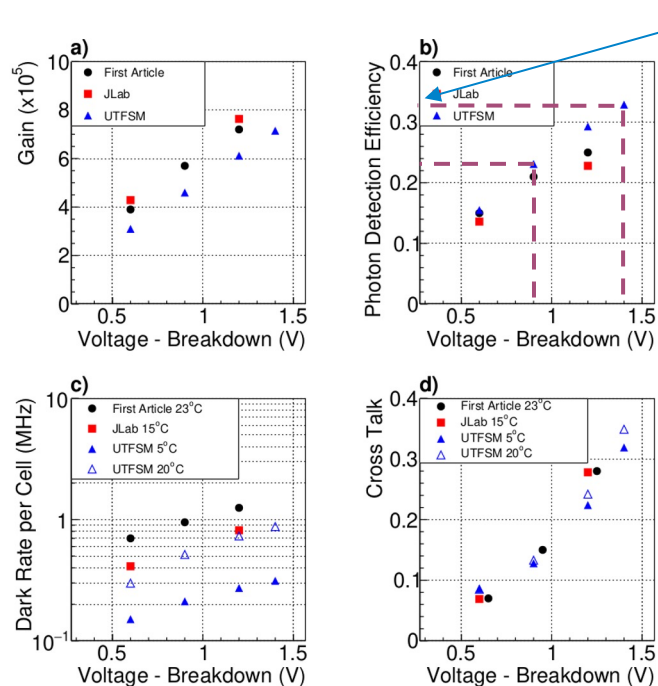 a)
First Article
JLab
UTFSM
Gain (x10⁵)
10
8
6
4
2
0
0.5
1
1.5
Voltage - Breakdown (V)
b)
First Article
JLab
UTFSM
Photon Detection Efficiency
0.4
0.3
0.2
0.1
0
0.5
1
1.5
Voltage - Breakdown (V)
c)
First Article 23°C
JLab 15°C
UTFSM 5°C
UTFSM 20°C
Dark Rate per Cell (MHz)
10
1
10⁻¹
0.5
1
1.5
Voltage - Breakdown (V)
d)
First Article 23°C
JLab 15°C
UTFSM 5°C
UTFSM 20°C
Cross Talk
0.4
0.3
0.2
0.1
0
0.5
1
1.5
Voltage - Breakdown (V)